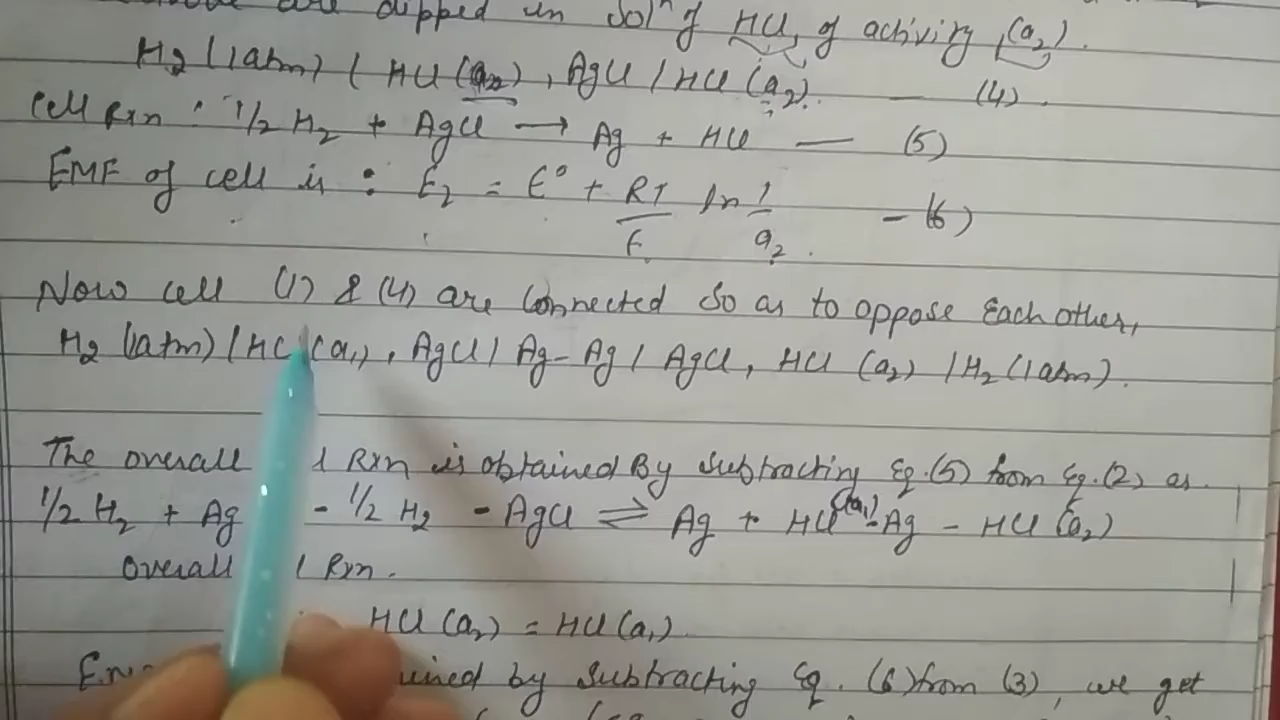 are dipped in Solⁿ of HCl, of activity (a₂).
H₂ (1atm) ( HCl (a₂), AgCl / HCl (a₂). — (4).
Cell Rxn : 1/2 H₂ + AgCl → Ag + HCl — (5)
EMF of cell is : E₂ = E° + RT/F ln 1/a₂. - (6)
Now cell (1) & (4) are Connected So as to oppose Each other,
H₂ (1atm) / HCl (a₁), AgCl / Ag - Ag / AgCl, HCl (a₂) / H₂ (1atm).
The overall Rxn is obtained By Subtracting Eq. (5) from Eq. (2) as
1/2 H₂ + Ag - 1/2 H₂ - AgCl ⇌ Ag + HCl (a₁) - Ag - HCl (a₂)
Overall Rxn.
HCl (a₂) = HCl (a₁)
by Subtracting Eq. (6) from (3), we get